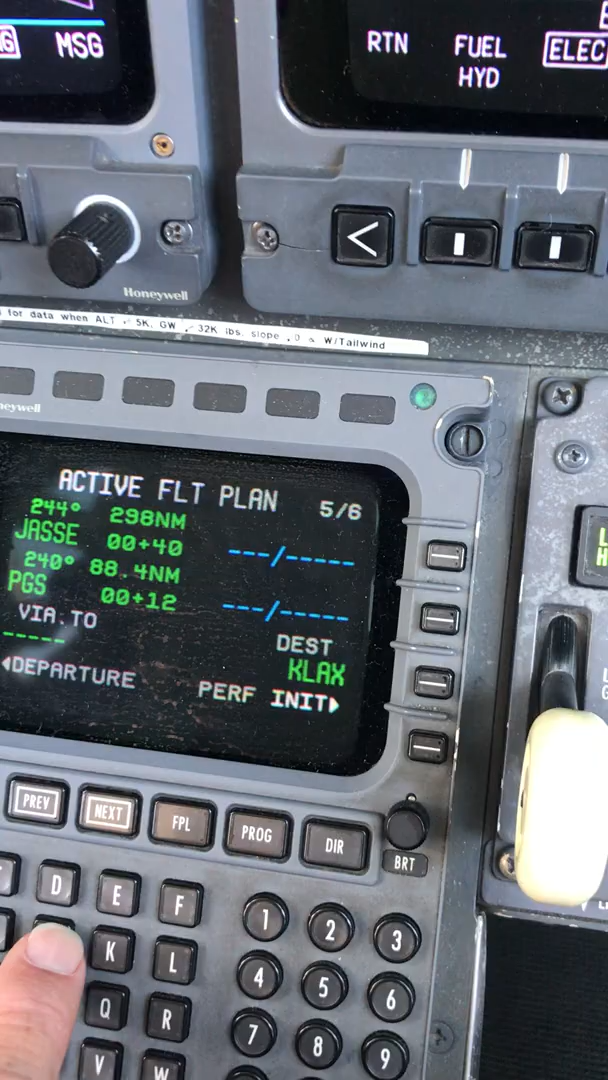 MSG
RTN
FUEL
HYD
ELEC
Honeywell
for data when ALT > 5K, GW > 32K lbs. slope > 0 & W/Tailwind
neywell
ACTIVE FLT PLAN 5/6
244° 298NM
JASSE 00+40 ---/-----
240° 88.4NM
PGS 00+12 ---/-----
VIA.TO
----- DEST
KLAX
◀DEPARTURE PERF INIT▶
PREV NEXT FPL PROG DIR
BRT
D E F 1 2 3
K L 4 5 6
Q R 7 8 9
V W